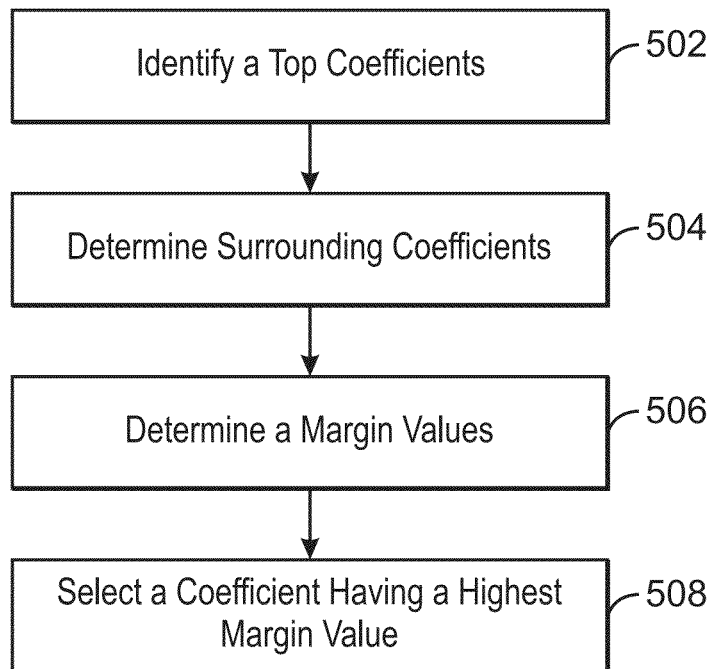 Identify a Top Coefficients
502
Determine Surrounding Coefficients
504
Determine a Margin Values
506
Select a Coefficient Having a Highest
Margin Value
508